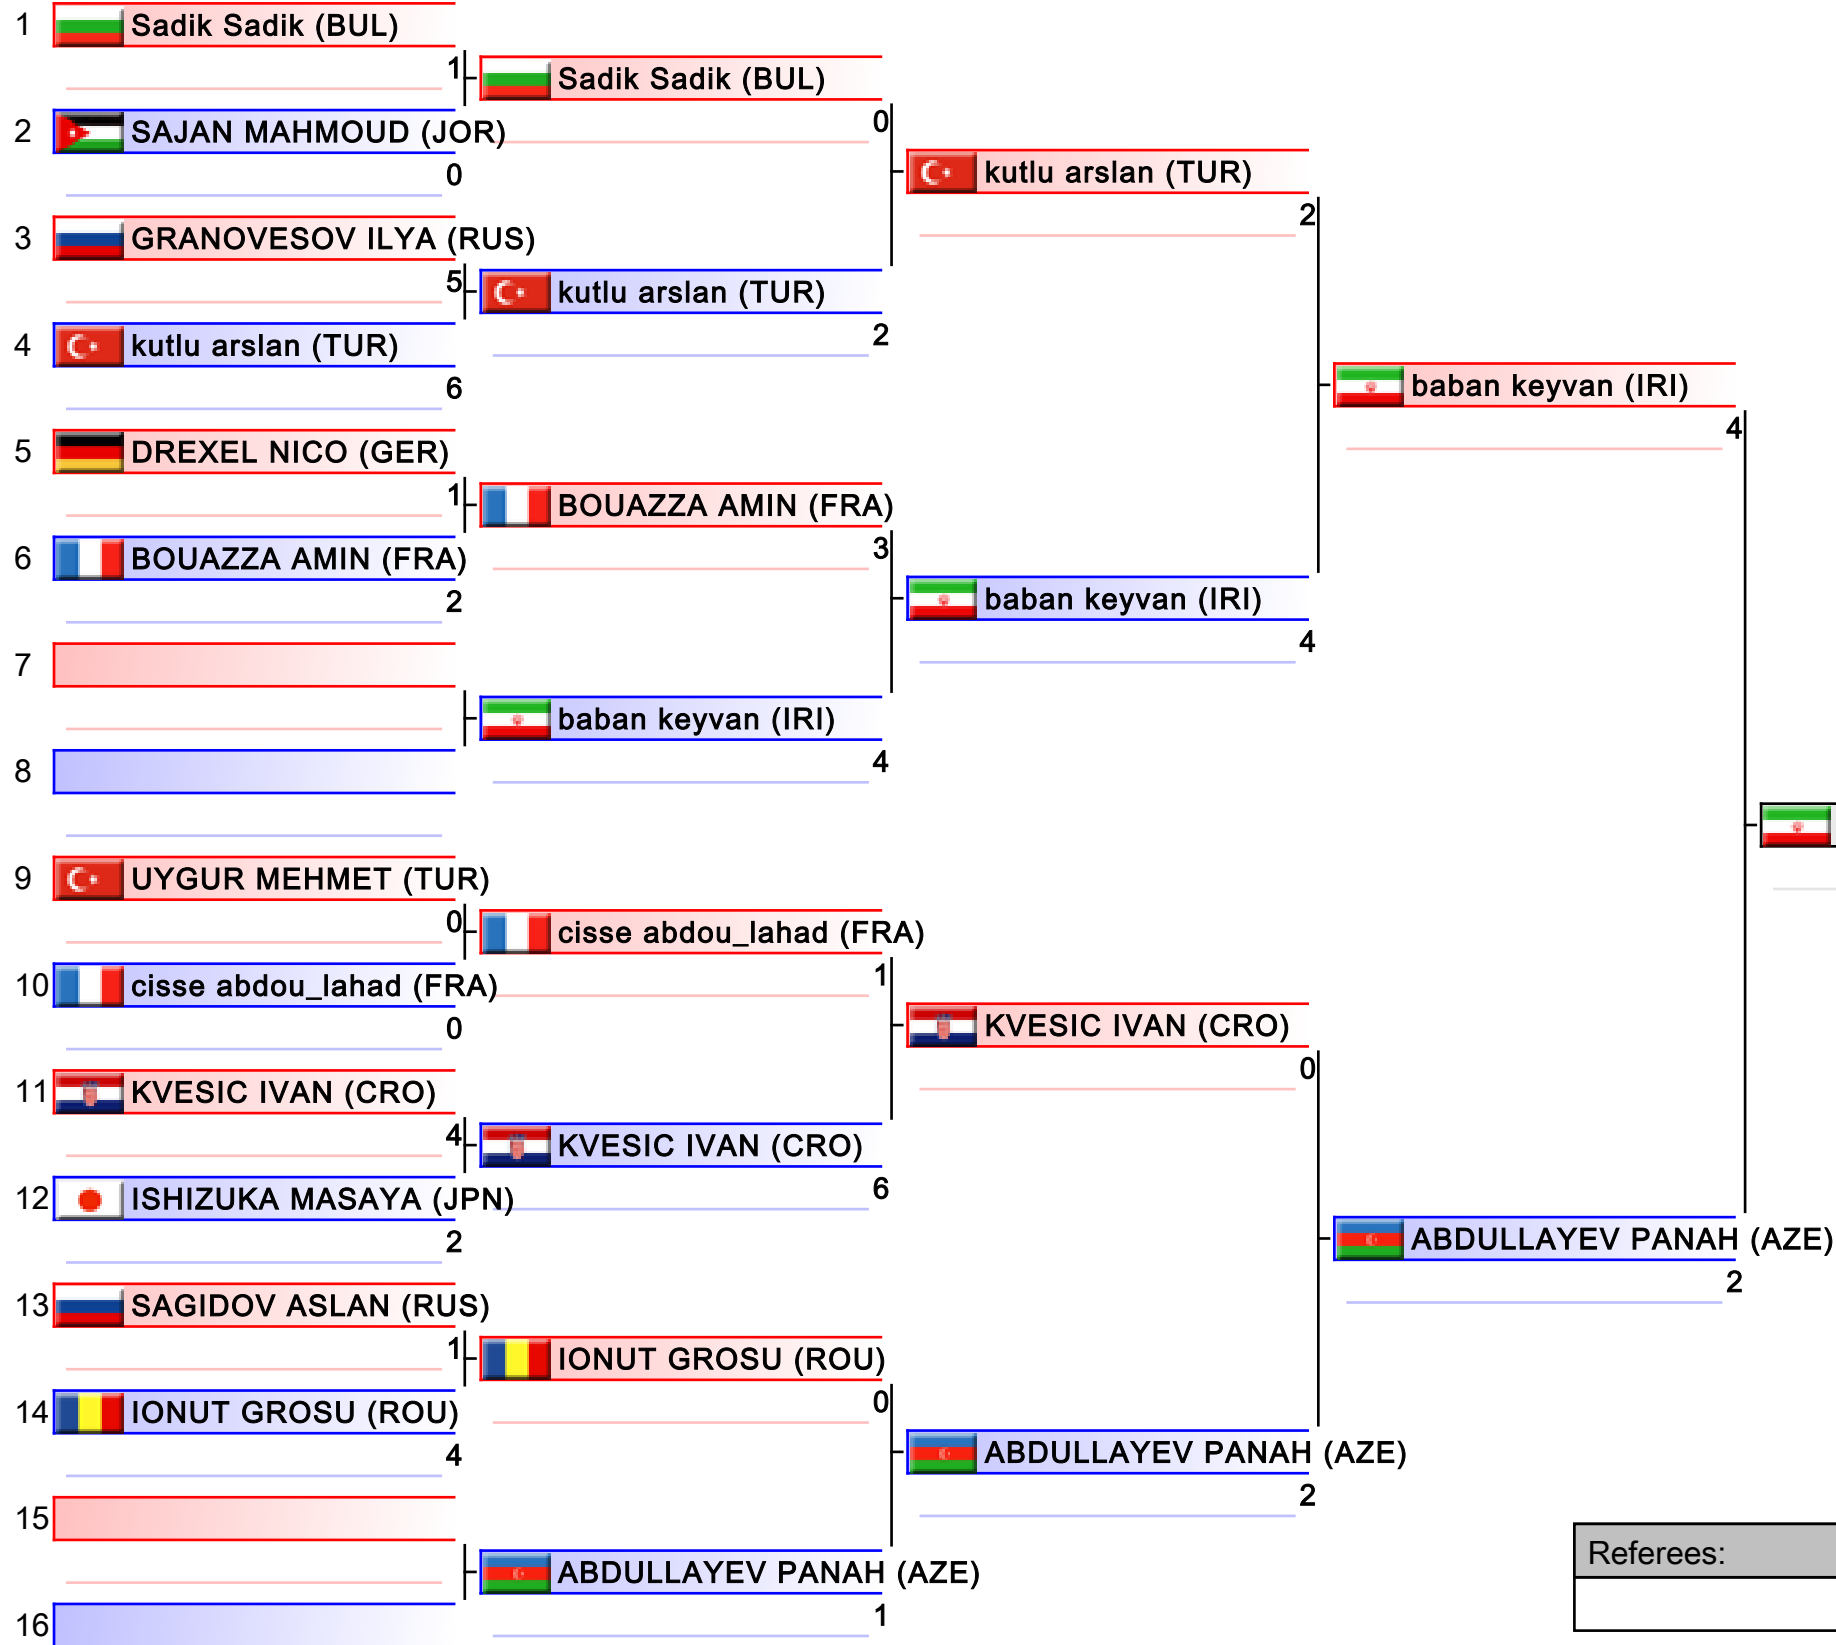 1 Sadik Sadik (BUL)
1 Sadik Sadik (BUL)
0
2 SAJAN MAHMOUD (JOR)
0
kutlu arslan (TUR)
2
3 GRANOVESOV ILYA (RUS)
5 kutlu arslan (TUR)
2
4 kutlu arslan (TUR)
6
baban keyvan (IRI)
4
5 DREXEL NICO (GER)
1 BOUAZZA AMIN (FRA)
3
6 BOUAZZA AMIN (FRA)
2
baban keyvan (IRI)
4
7
baban keyvan (IRI)
4
8
9 UYGUR MEHMET (TUR)
0 cisse abdou_lahad (FRA)
1
10 cisse abdou_lahad (FRA)
0
KVESIC IVAN (CRO)
0
11 KVESIC IVAN (CRO)
4 KVESIC IVAN (CRO)
6
12 ISHIZUKA MASAYA (JPN)
2
ABDULLAYEV PANAH (AZE)
2
13 SAGIDOV ASLAN (RUS)
1 IONUT GROSU (ROU)
0
14 IONUT GROSU (ROU)
4
ABDULLAYEV PANAH (AZE)
2
15
ABDULLAYEV PANAH (AZE)
1
16
Referees: